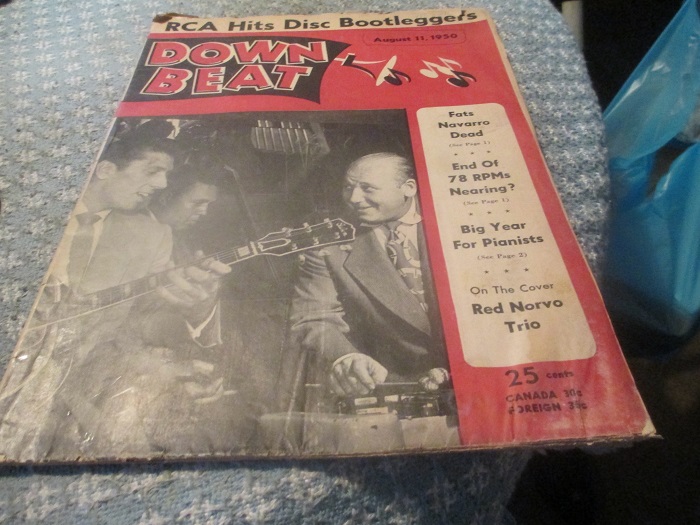 RCA Hits Disc Bootleggers
DOWN
BEAT
August 11, 1950
Fats
Navarro
Dead
(See Page 1)
* * *
End Of
78 RPMs
Nearing?
(See Page 1)
* * *
Big Year
For Pianists
(See Page 2)
* * *
On The Cover
Red Norvo
Trio
25 cents
CANADA 30c
FOREIGN 35c